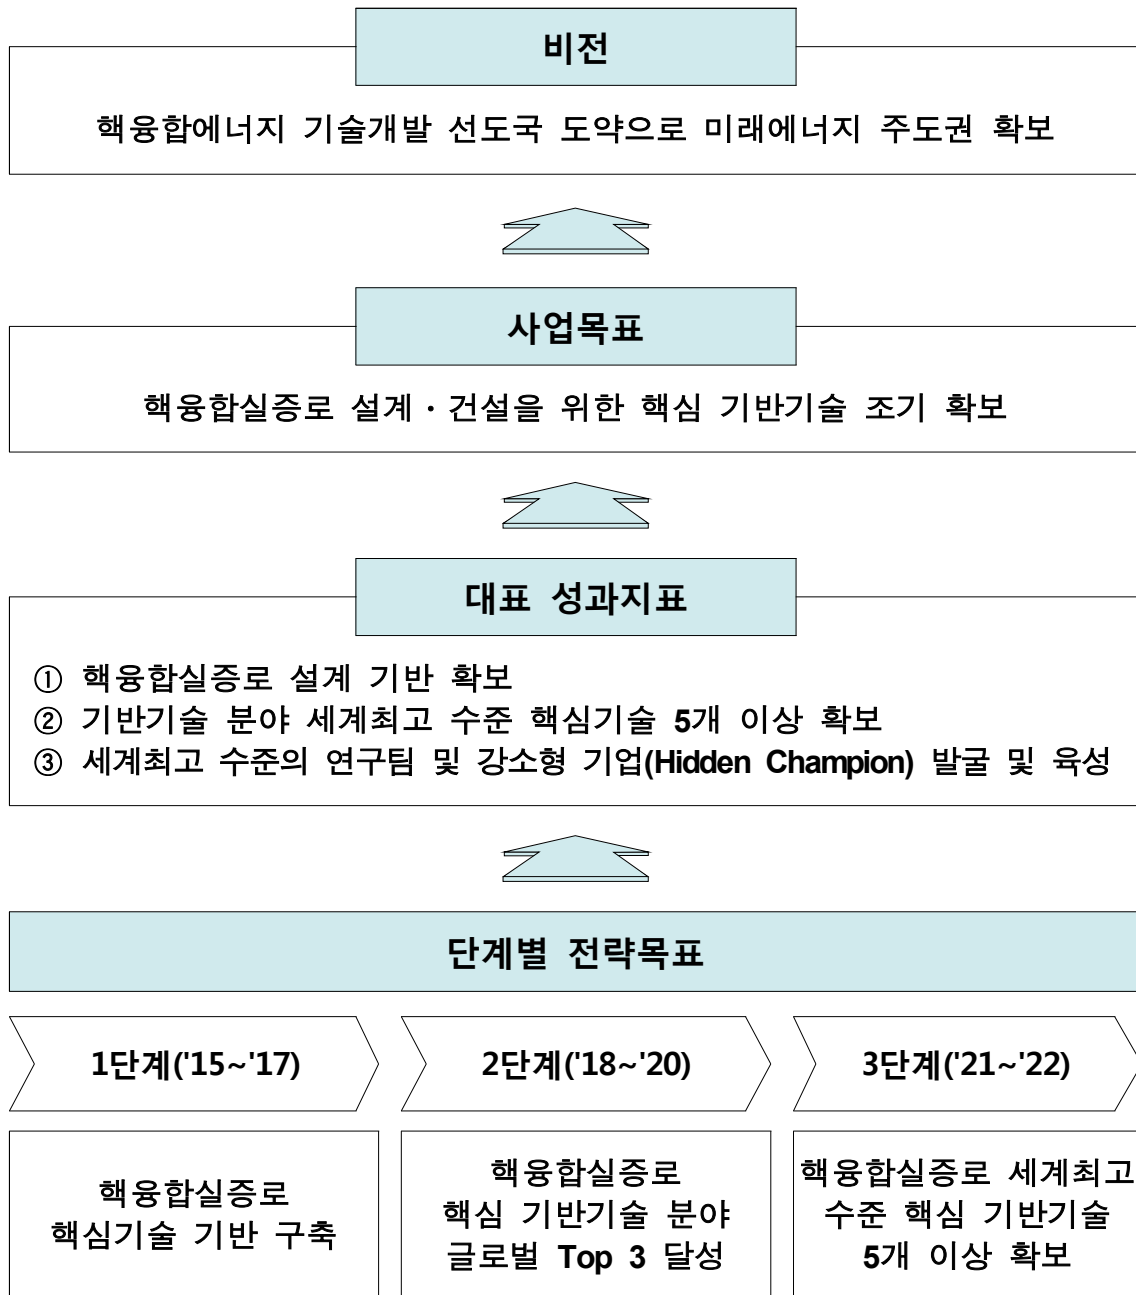 비전
핵융합에너지 기술개발 선도국 도약으로 미래에너지 주도권 확보
사업목표
핵융합실증로 설계·건설을 위한 핵심 기반기술 조기 확보
대표 성과지표
① 핵융합실증로 설계 기반 확보
② 기반기술 분야 세계최고 수준 핵심기술 5개 이상 확보
③ 세계최고 수준의 연구팀 및 강소형 기업(Hidden Champion) 발굴 및 육성
단계별 전략목표
1단계('15~'17)
핵융합실증로
핵심기술 기반 구축
2단계('18~'20)
핵융합실증로
핵심 기반기술 분야
글로벌 Top 3 달성
3단계('21~'22)
핵융합실증로 세계최고
수준 핵심 기반기술
5개 이상 확보